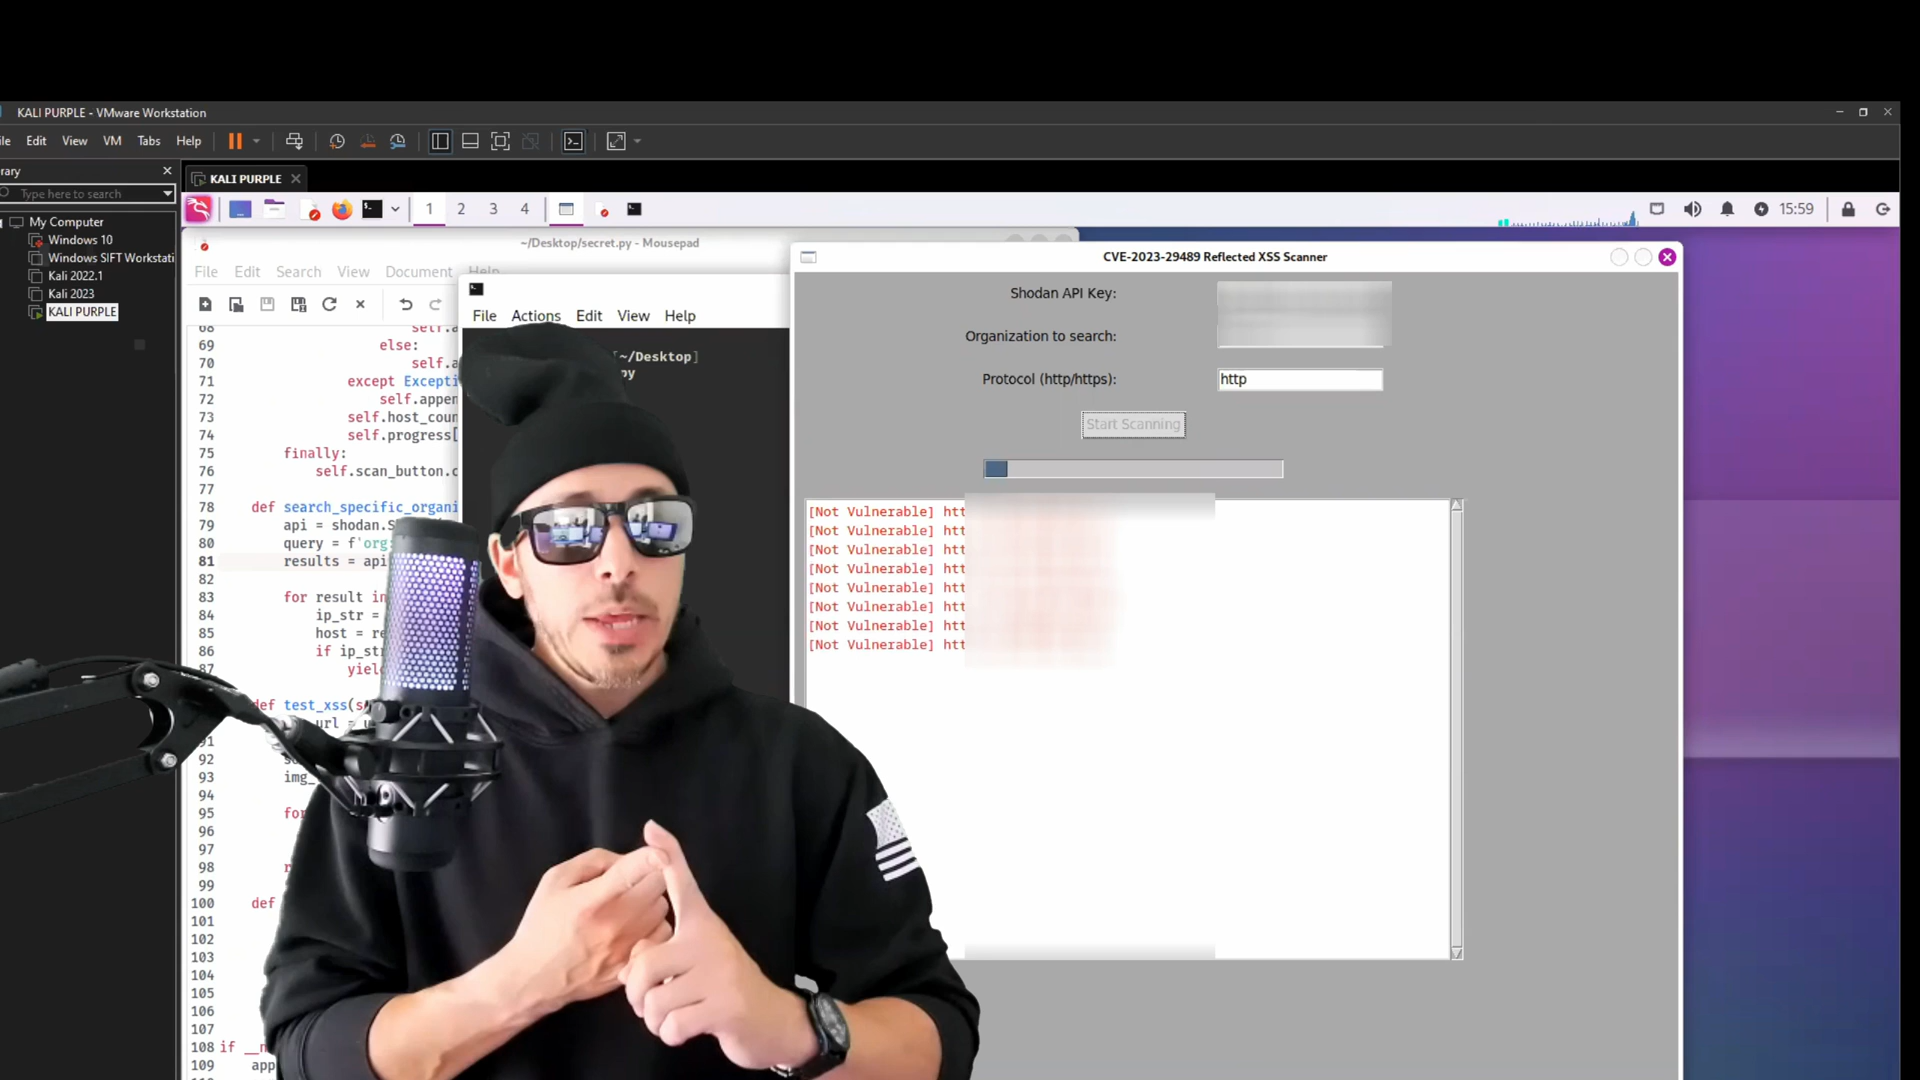 KALI PURPLE - VMware Workstation
Edit View VM Tabs Help
Type here to search
KALI PURPLE
My Computer
Windows 10
Windows SIFT Workstati
Kali 2022.1
Kali 2023
KALI PURPLE
1 2 3 4
15:59
~/Desktop/secret.py - Mousepad
File Edit Search View Document Help
68 self.a
69 else:
70 self.a
71 except Excepti
72 self.appen
73 self.host_coun
74 self.progress[
75 finally:
76 self.scan_button.c
77
78 def search_specific_organi
79 api = shodan.S
80 query = f'org:
81 results = api
82
83 for result in
84 ip_str =
85 host = re
86 if ip_str
87 yiel
def test_xss(s
url = u
91
92
93 img_
94
95 for
96
97
98 r
99
100 def
101
102
103
104
105
106
107
108 if __n
109 app
File Actions Edit View Help
[~/Desktop]
py
CVE-2023-29489 Reflected XSS Scanner
Shodan API Key:
Organization to search:
Protocol (http/https): http
Start Scanning
[Not Vulnerable] htt
[Not Vulnerable] htt
[Not Vulnerable] htt
[Not Vulnerable] htt
[Not Vulnerable] htt
[Not Vulnerable] htt
[Not Vulnerable] htt
[Not Vulnerable] htt